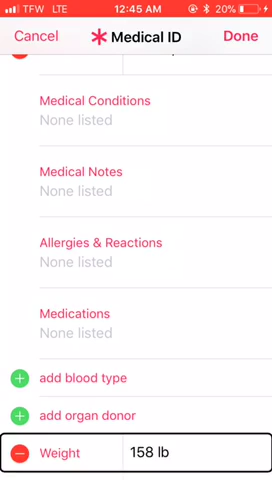 TFW LTE 12:45 AM 20%
Cancel Medical ID Done
Medical Conditions
None listed
Medical Notes
None listed
Allergies & Reactions
None listed
Medications
None listed
add blood type
add organ donor
Weight 158 lb